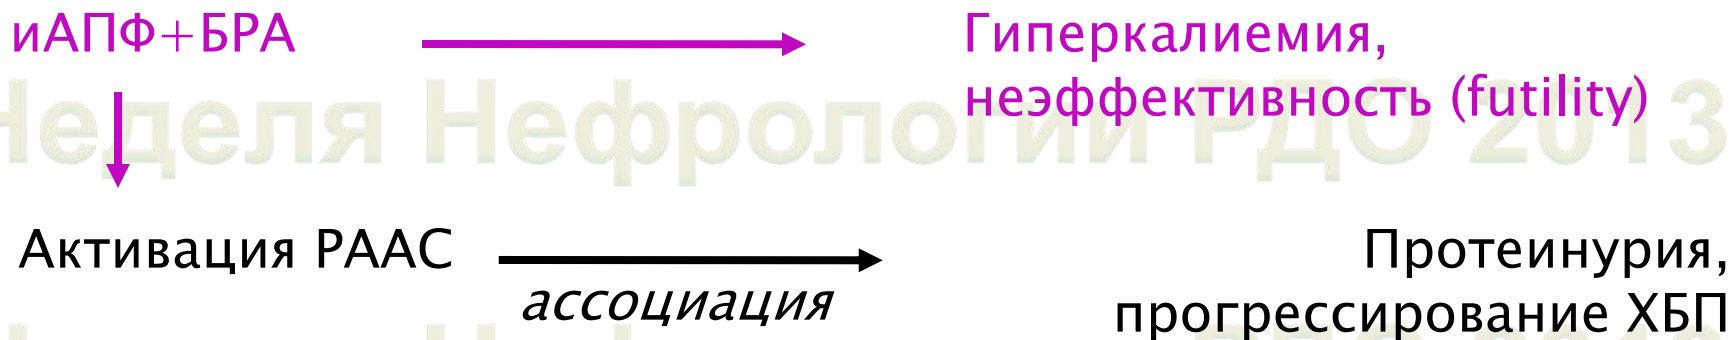 иАПФ+БРА
Гиперкалиемия,
неэффективность (futility)
Неделя Нефрологии РДО 2013
Активация РААС
ассоциация
Протеинурия,
прогрессирование ХБП